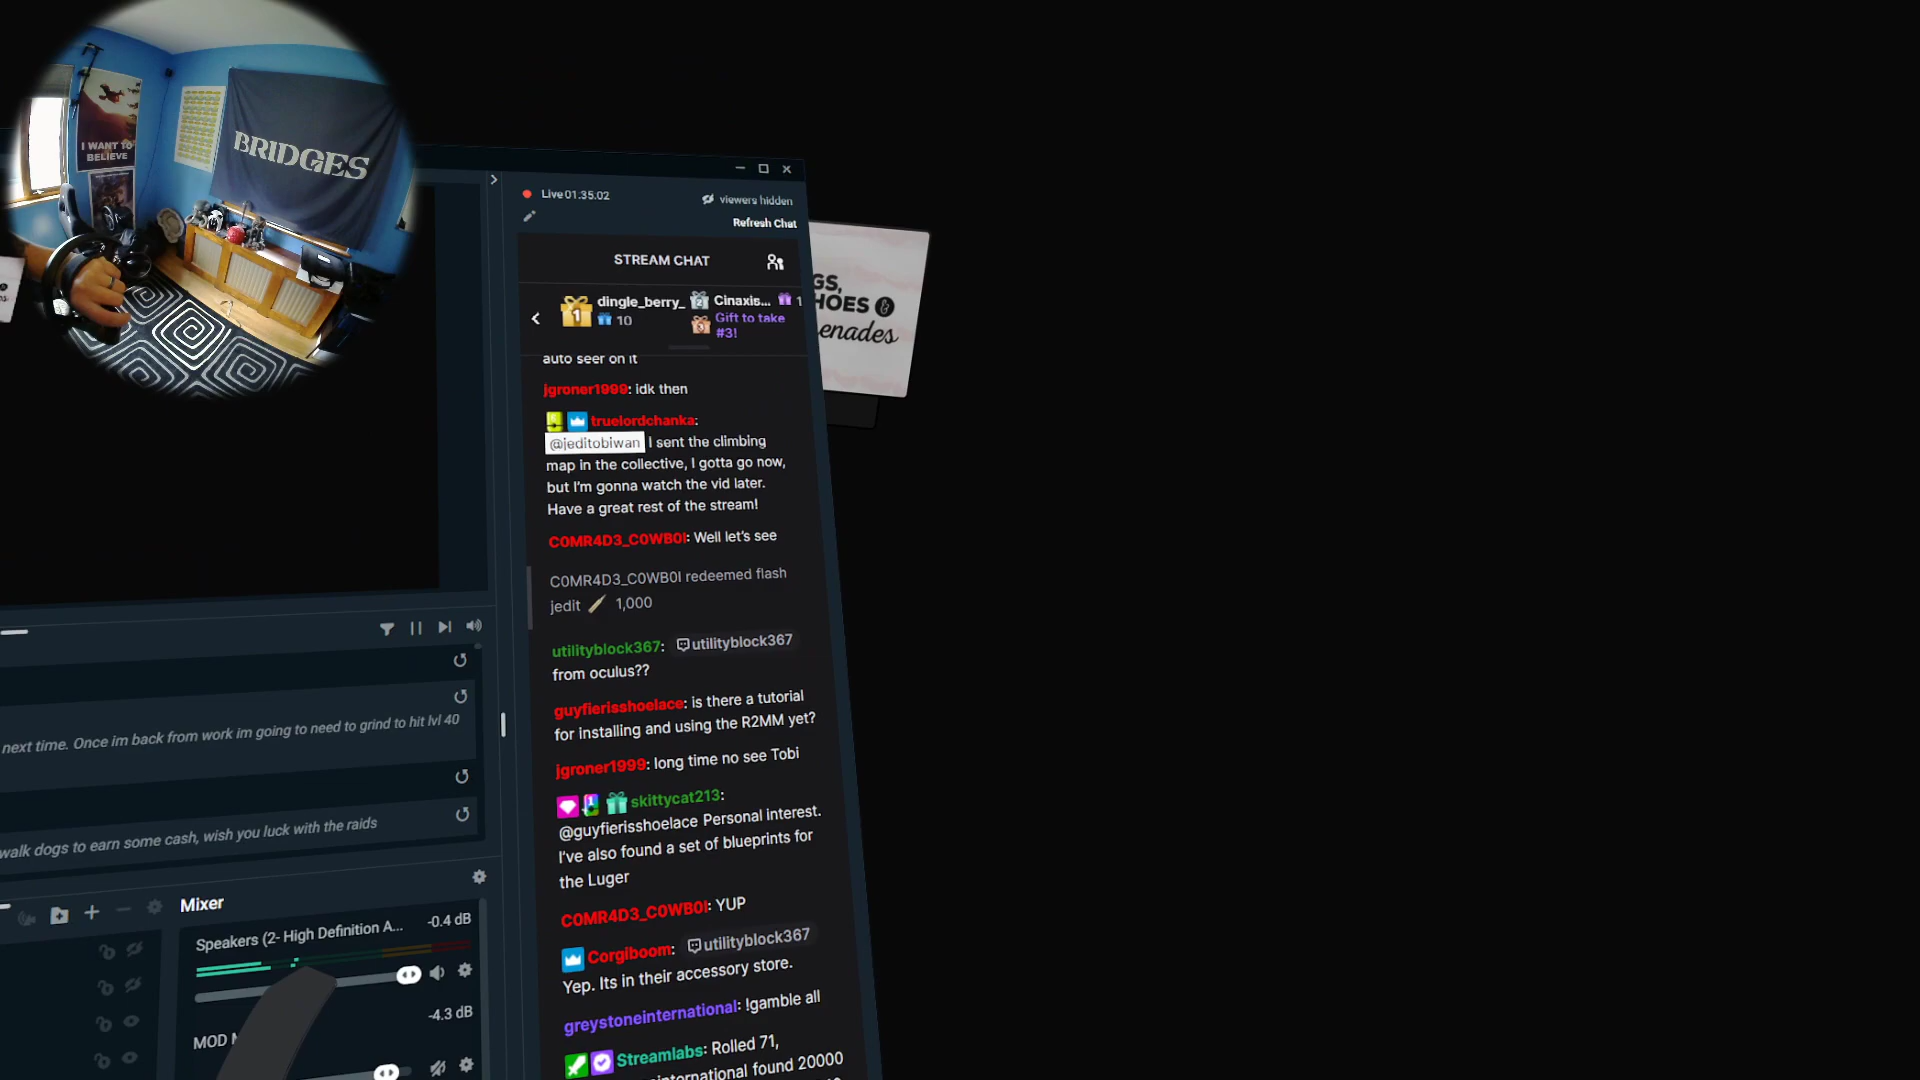 I WANT TO
BELIEVE
BRIDGES
Live 01:35:02
viewers hidden
Refresh Chat
STREAM CHAT
1
dingle_berry_
10
2
Cinaxis...
1
3
Gift to take
#3!
GS,
HOES &
enades
auto seer on it
jgroner1999: idk then
truelordchanka:
@jeditobiwan I sent the climbing
map in the collective, I gotta go now,
but I'm gonna watch the vid later.
Have a great rest of the stream!
C0MR4D3_C0WB0I: Well let's see
C0MR4D3_C0WB0I redeemed flash
jedit 1,000
utilityblock367: utilityblock367
from oculus??
guyfierisshoelace: is there a tutorial
for installing and using the R2MM yet?
jgroner1999: long time no see Tobi
skittycat213:
@guyfierisshoelace Personal interest.
I've also found a set of blueprints for
the Luger
C0MR4D3_C0WB0I: YUP
Corgiboom: utilityblock367
Yep. Its in their accessory store.
greystoneinternational: !gamble all
Streamlabs: Rolled 71,
international found 20000
next time. Once im back from work im going to need to grind to hit lvl 40
walk dogs to earn some cash, wish you luck with the raids
Mixer
Speakers (2- High Definition A...
-0.4 dB
-4.3 dB
MOD